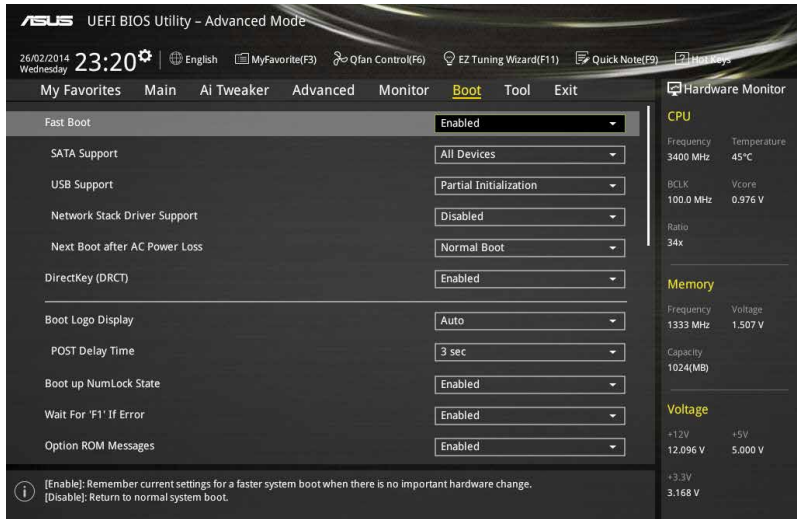 ASUS UEFI BIOS Utility – Advanced Mode
26/02/2014 Wednesday 23:20 English MyFavorite(F3) Qfan Control(F6) EZ Tuning Wizard(F11) Quick Note(F9) Hot Keys
My Favorites Main Ai Tweaker Advanced Monitor Boot Tool Exit
Fast Boot Enabled
SATA Support All Devices
USB Support Partial Initialization
Network Stack Driver Support Disabled
Next Boot after AC Power Loss Normal Boot
DirectKey (DRCT) Enabled
Boot Logo Display Auto
POST Delay Time 3 sec
Boot up NumLock State Enabled
Wait For 'F1' If Error Enabled
Option ROM Messages Enabled
[Enable]: Remember current settings for a faster system boot when there is no important hardware change.
[Disable]: Return to normal system boot.
Hardware Monitor
CPU
Frequency Temperature
3400 MHz 45°C
BCLK Vcore
100.0 MHz 0.976 V
Ratio
34x
Memory
Frequency Voltage
1333 MHz 1.507 V
Capacity
1024(MB)
Voltage
+12V +5V
12.096 V 5.000 V
+3.3V
3.168 V